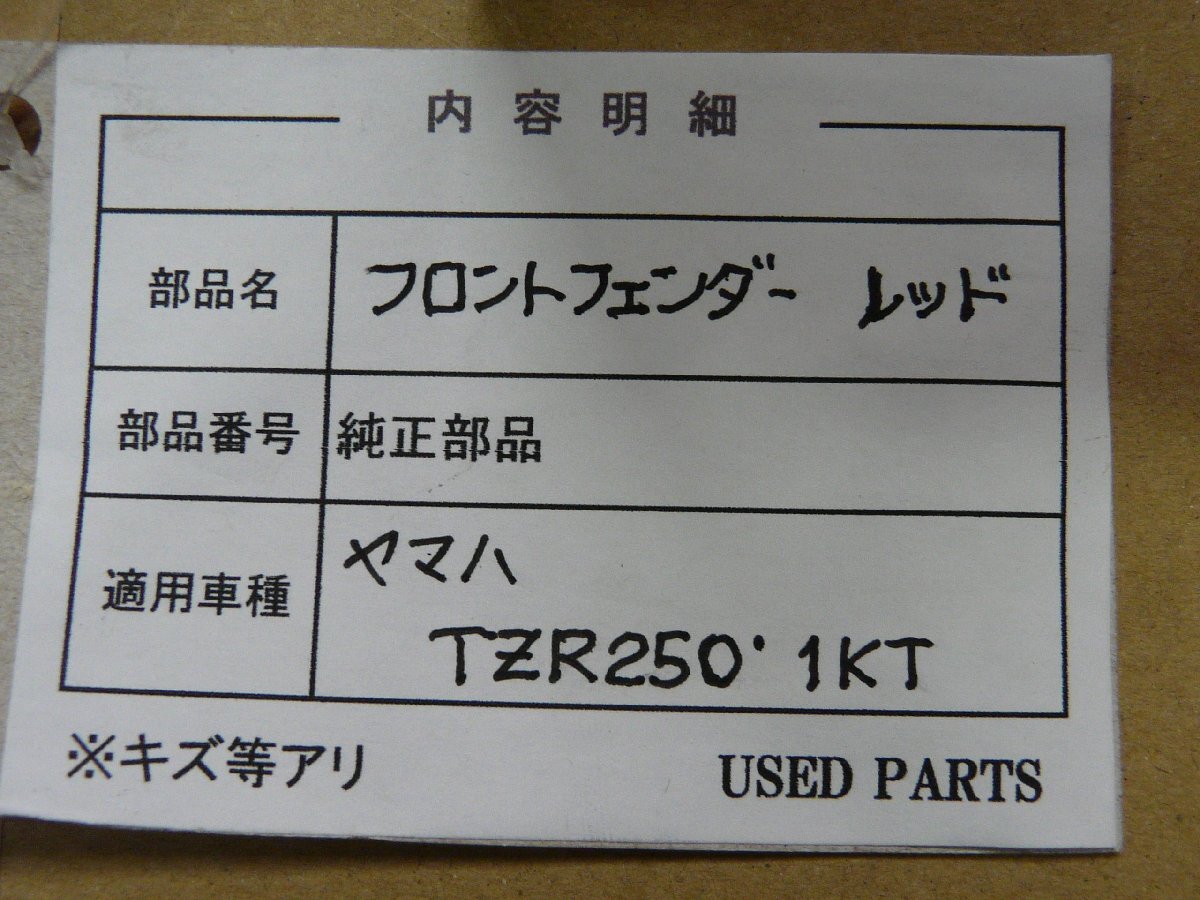 内容明細
部品名 フロントフェンダー レッド
部品番号 純正部品
適用車種 ヤマハ
TZR250・1KT
※キズ等アリ USED PARTS